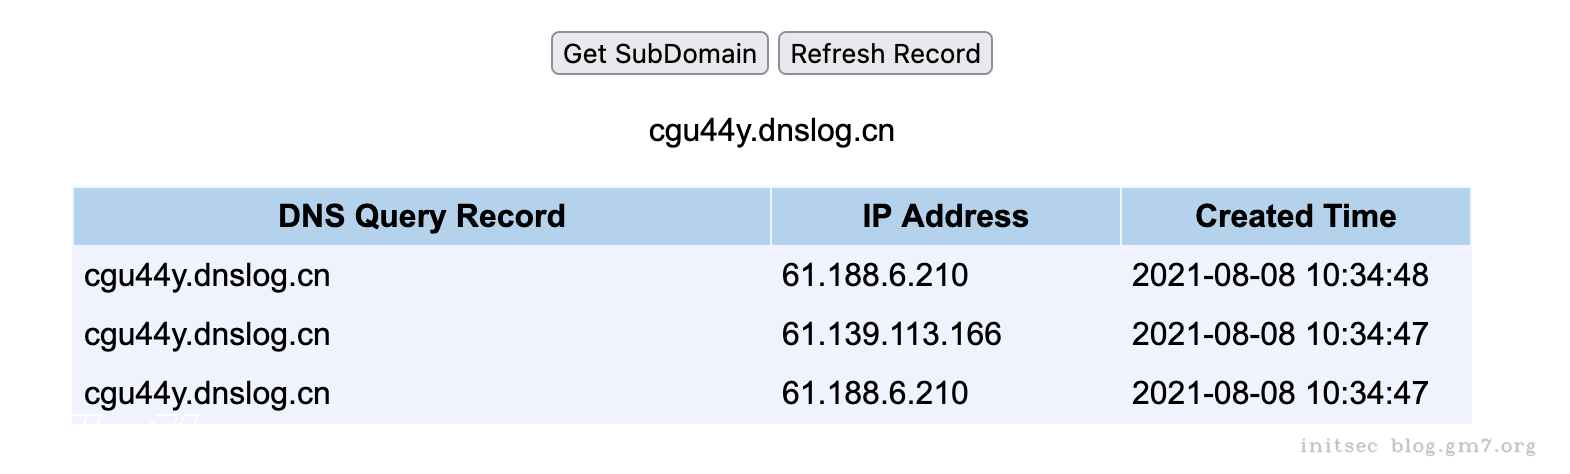 Get SubDomain Refresh Record
cgu44y.dnslog.cn
DNS Query Record IP Address Created Time
cgu44y.dnslog.cn 61.188.6.210 2021-08-08 10:34:48
cgu44y.dnslog.cn 61.139.113.166 2021-08-08 10:34:47
cgu44y.dnslog.cn 61.188.6.210 2021-08-08 10:34:47
initsec blog.gm7.org